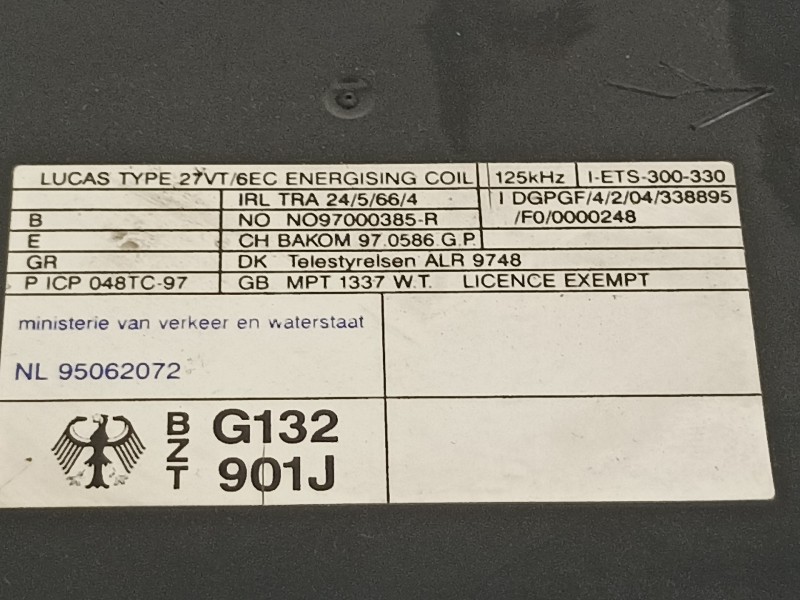 LUCAS TYPE 27VT/6EC ENERGISING COIL 125kHz I-ETS-300-330
IRL TRA 24/5/66/4 I DGPGF/4/2/04/338895
B NO NO97000385-R /F0/0000248
E CH BAKOM 97.0586.G.P.
GR DK Telestyrelsen ALR 9748
P ICP 048TC-97 GB MPT 1337 W.T. LICENCE EXEMPT
ministerie van verkeer en waterstaat
NL 95062072
BZT G132
901J